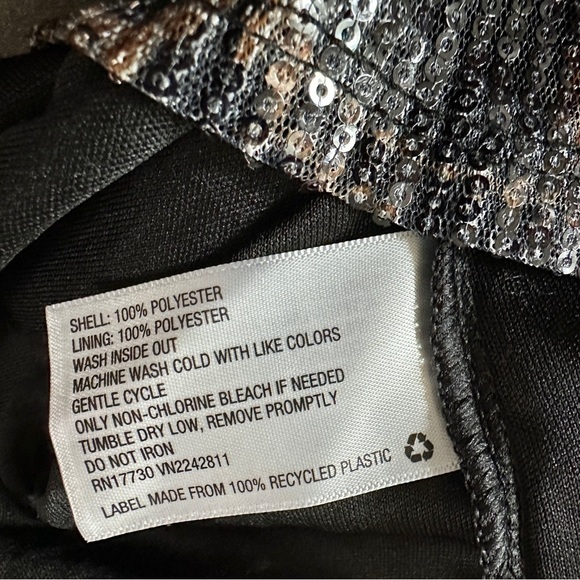 SHELL: 100% POLYESTER
LINING: 100% POLYESTER
WASH INSIDE OUT
MACHINE WASH COLD WITH LIKE COLORS
GENTLE CYCLE
ONLY NON-CHLORINE BLEACH IF NEEDED
TUMBLE DRY LOW, REMOVE PROMPTLY
DO NOT IRON
RN17730 VN2242811
LABEL MADE FROM 100% RECYCLED PLASTIC